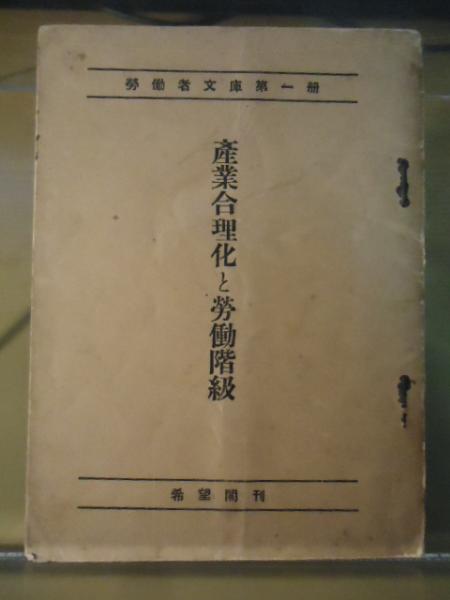 勞働者文庫第一册
産業合理化と勞働階級
希望閣刊